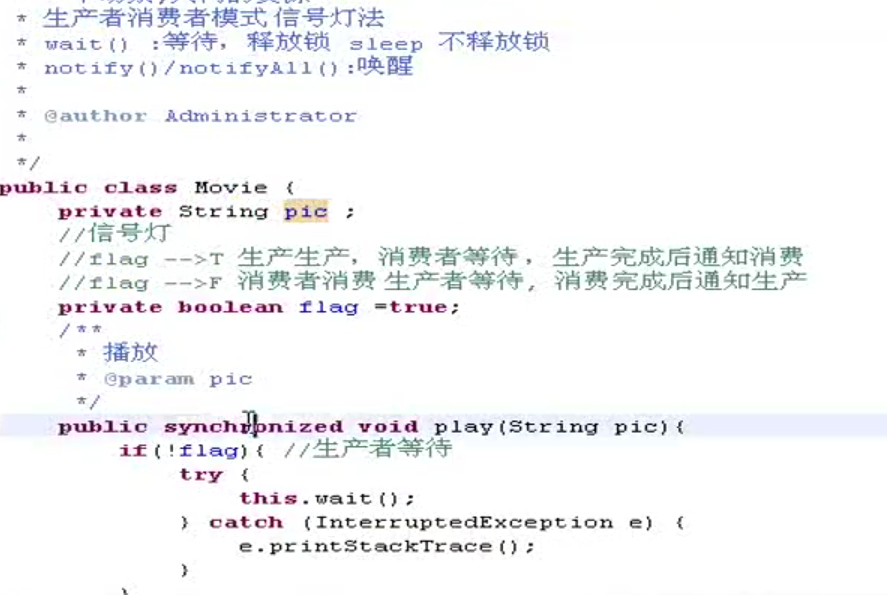 * 生产者消费者模式 信号灯法
* wait() :等待，释放锁 sleep 不释放锁
* notify()/notifyAll():唤醒
*
* @author Administrator
*
*/
public class Movie {
private String pic ;
//信号灯
//flag -->T 生产生产，消费者等待 ，生产完成后通知消费
//flag -->F 消费者消费 生产者等待, 消费完成后通知生产
private boolean flag =true;
/**
* 播放
* @param pic
*/
public synchronized void play(String pic){
if(!flag){ //生产者等待
try {
this.wait();
} catch (InterruptedException e) {
e.printStackTrace();
}